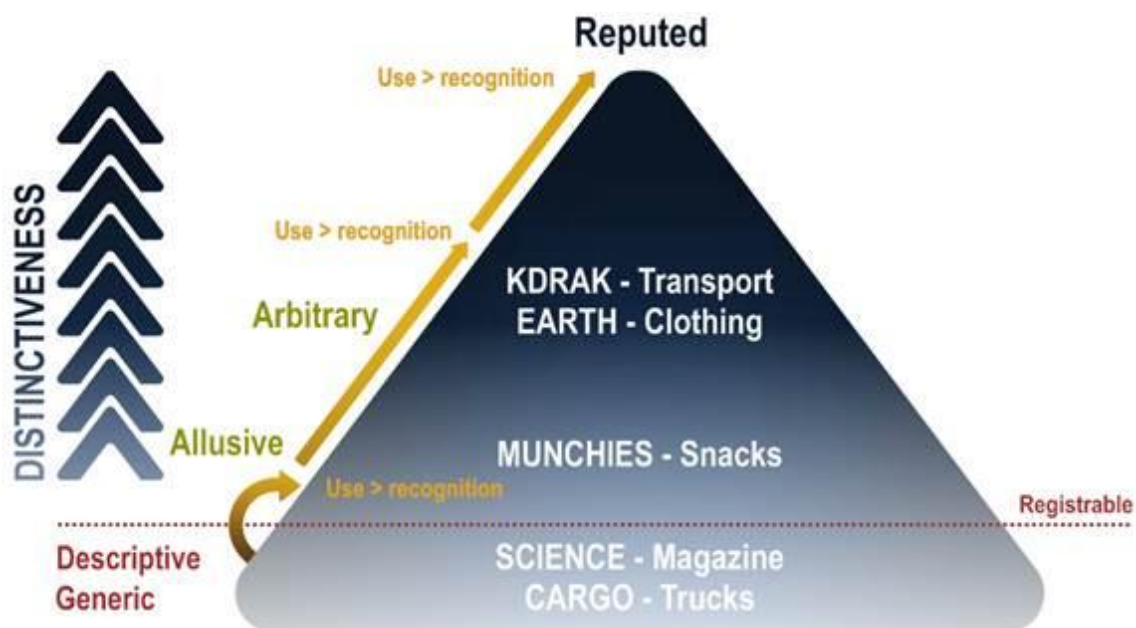 Reputed
Use > recognition
DISTINCTIVENESS
Use > recognition
KDRAK - Transport
EARTH - Clothing
Arbitrary
Allusive
MUNCHIES - Snacks
Use > recognition
Registrable
Descriptive
Generic
SCIENCE - Magazine
CARGO - Trucks